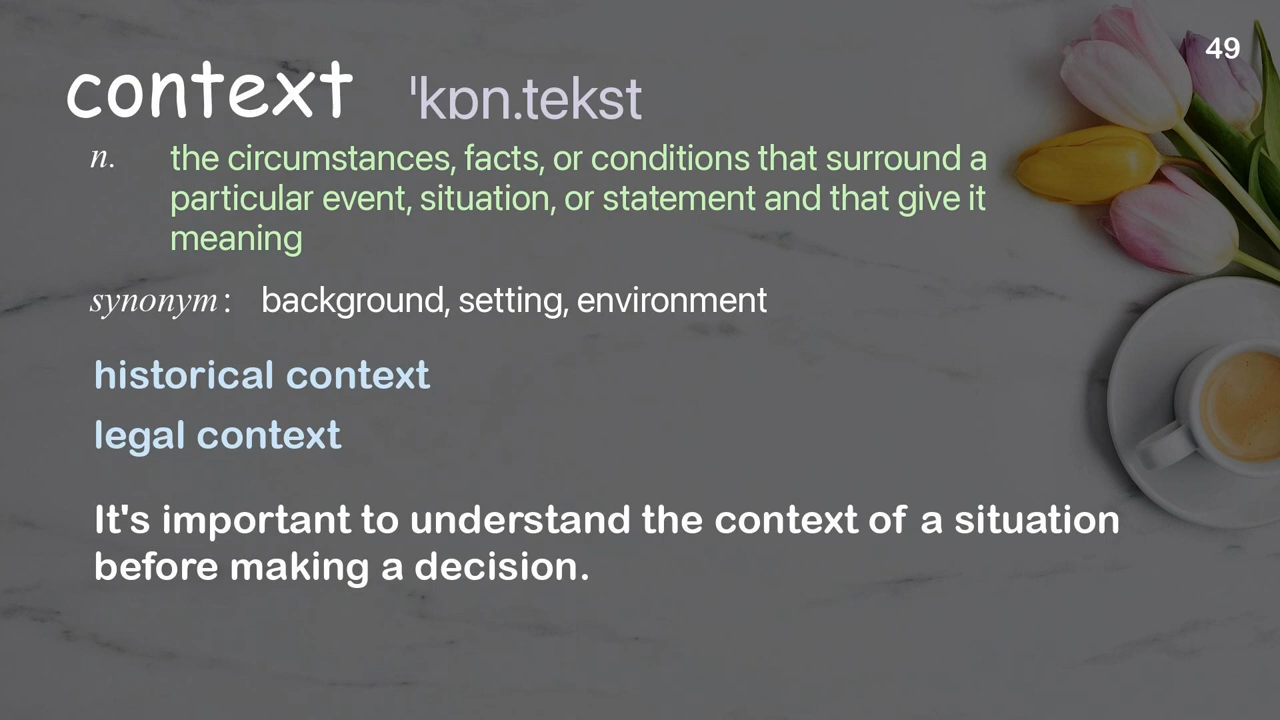 49
context ˈkɒn.tekst
n. the circumstances, facts, or conditions that surround a
particular event, situation, or statement and that give it
meaning
synonym: background, setting, environment
historical context
legal context
It's important to understand the context of a situation
before making a decision.